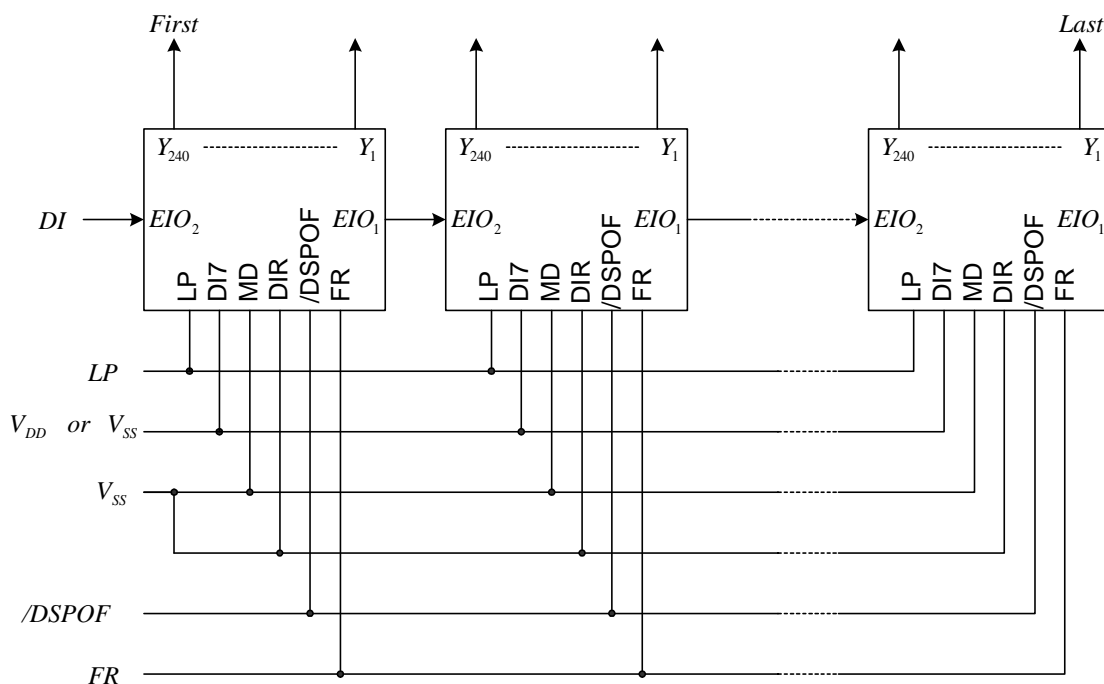 First Last
Y240 Y1 Y240 Y1 Y240 Y1
DI EIO2 EIO1 EIO2 EIO1 EIO2 EIO1
LP DI7 MD DIR /DSPOF FR LP DI7 MD DIR /DSPOF FR LP DI7 MD DIR /DSPOF FR
LP
VDD or VSS
VSS
/DSPOF
FR